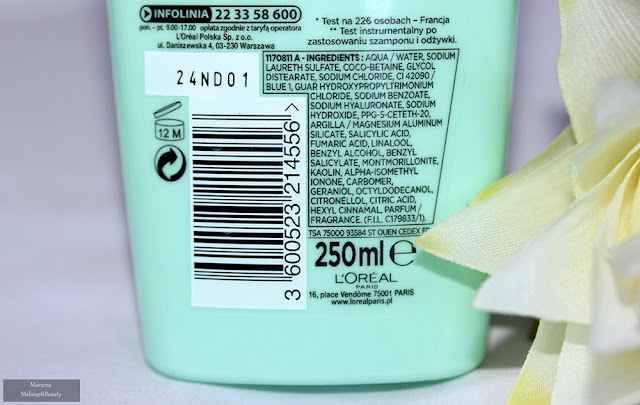 INFOLINIA 22 33 58 600
pon.- pt. 9.00-17.00 opłata zgodnie z taryfą operatora
L'Oréal Polska Sp. z o.o.
ul. Daniszewska 4, 03-230 Warszawa
*Test na 226 osobach - Francja
** Test instrumentalny po
zastosowaniu szamponu i odżywki.
24ND01
12 M
3 600523 214556 >
1170811 A - INGREDIENTS : AQUA / WATER, SODIUM
LAURETH SULFATE, COCO-BETAINE, GLYCOL
DISTEARATE, SODIUM CHLORIDE, CI 42090 /
BLUE 1, GUAR HYDROXYPROPYLTRIMONIUM
CHLORIDE, SODIUM BENZOATE,
SODIUM HYALURONATE, SODIUM
HYDROXIDE, PPG-5-CETETH-20,
ARGILLA / MAGNESIUM ALUMINUM
SILICATE, SALICYLIC ACID,
FUMARIC ACID, LINALOOL,
BENZYL ALCOHOL, BENZYL
SALICYLATE, MONTMORILLONITE,
KAOLIN, ALPHA-ISOMETHYL
IONONE, CARBOMER,
GERANIOL, OCTYLDODECANOL,
CITRONELLOL, CITRIC ACID,
HEXYL CINNAMAL, PARFUM /
FRAGRANCE. (F.I.L. C179833/1).
TSA 75000 93584 ST OUEN CEDEX FR
250ml e
L'ORÉAL
PARIS
16, place Vendôme 75001 PARIS
www.lorealparis.pl
Marzena
Makeup&Beauty